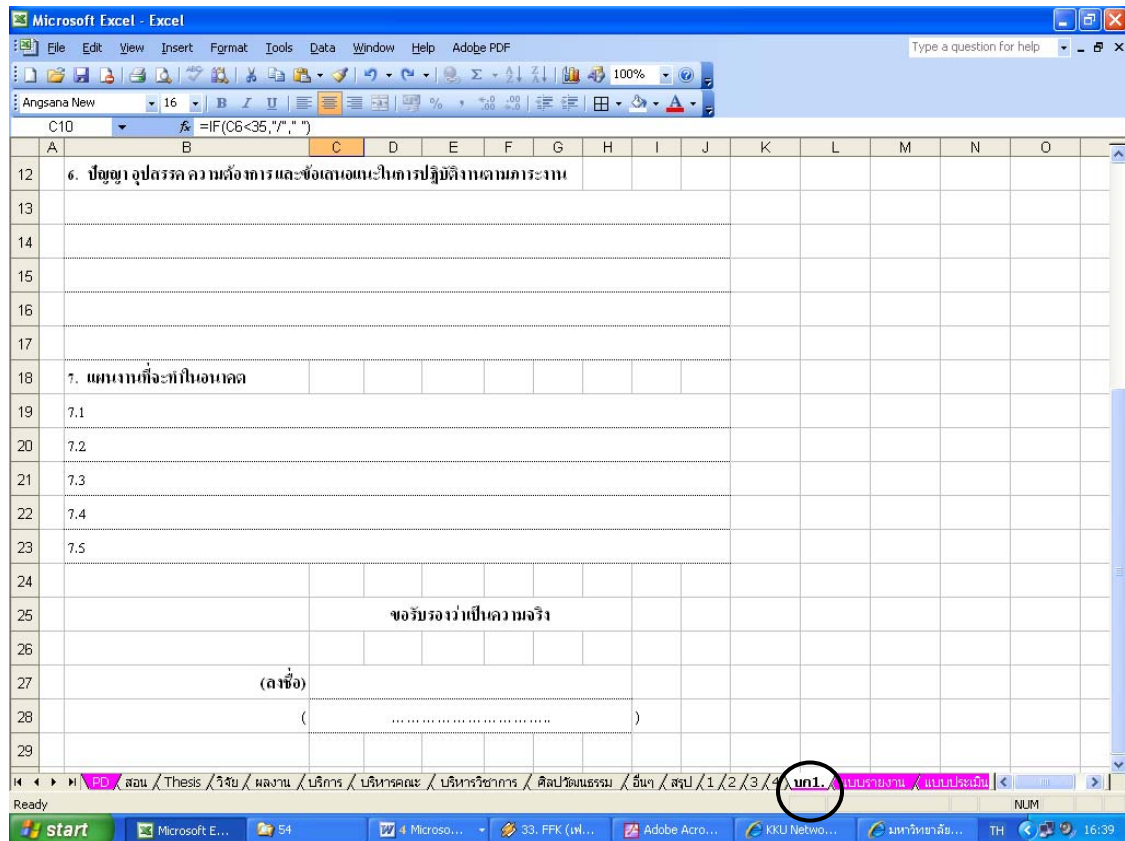 Microsoft Excel - Excel
File Edit View Insert Format Tools Data Window Help Adobe PDF Type a question for help
100%
Angsana New 16 B I U
C10 fx =IF(C6<35,"/"," ")
A B C D E F G H I J K L M N O
12 6. ปัญญา อุปสรรค ความต้องการ และข้อเสนอแนะในการปฏิบัติงานตามภาระงาน
13
14
15
16
17
18 7. แผนงานที่จะทำในอนาคต
19 7.1
20 7.2
21 7.3
22 7.4
23 7.5
24
25 ขอรับรองว่าเป็นความจริง
26
27 (ลงชื่อ)
28 ( ................................ )
29
PD สอน Thesis วิจัย ผลงาน บริการ บริหารคณะ บริหารวิชาการ ศิลปวัฒนธรรม อื่นๆ สรุป 1 2 3 4 บก1. แบบรายงาน แบบประเมิน
Ready NUM
start Microsoft E... 54 4 Microso... 33. FFK (เฟ... Adobe Acro... KKU Netwo... มหาวิทยาลัย... TH 16:39